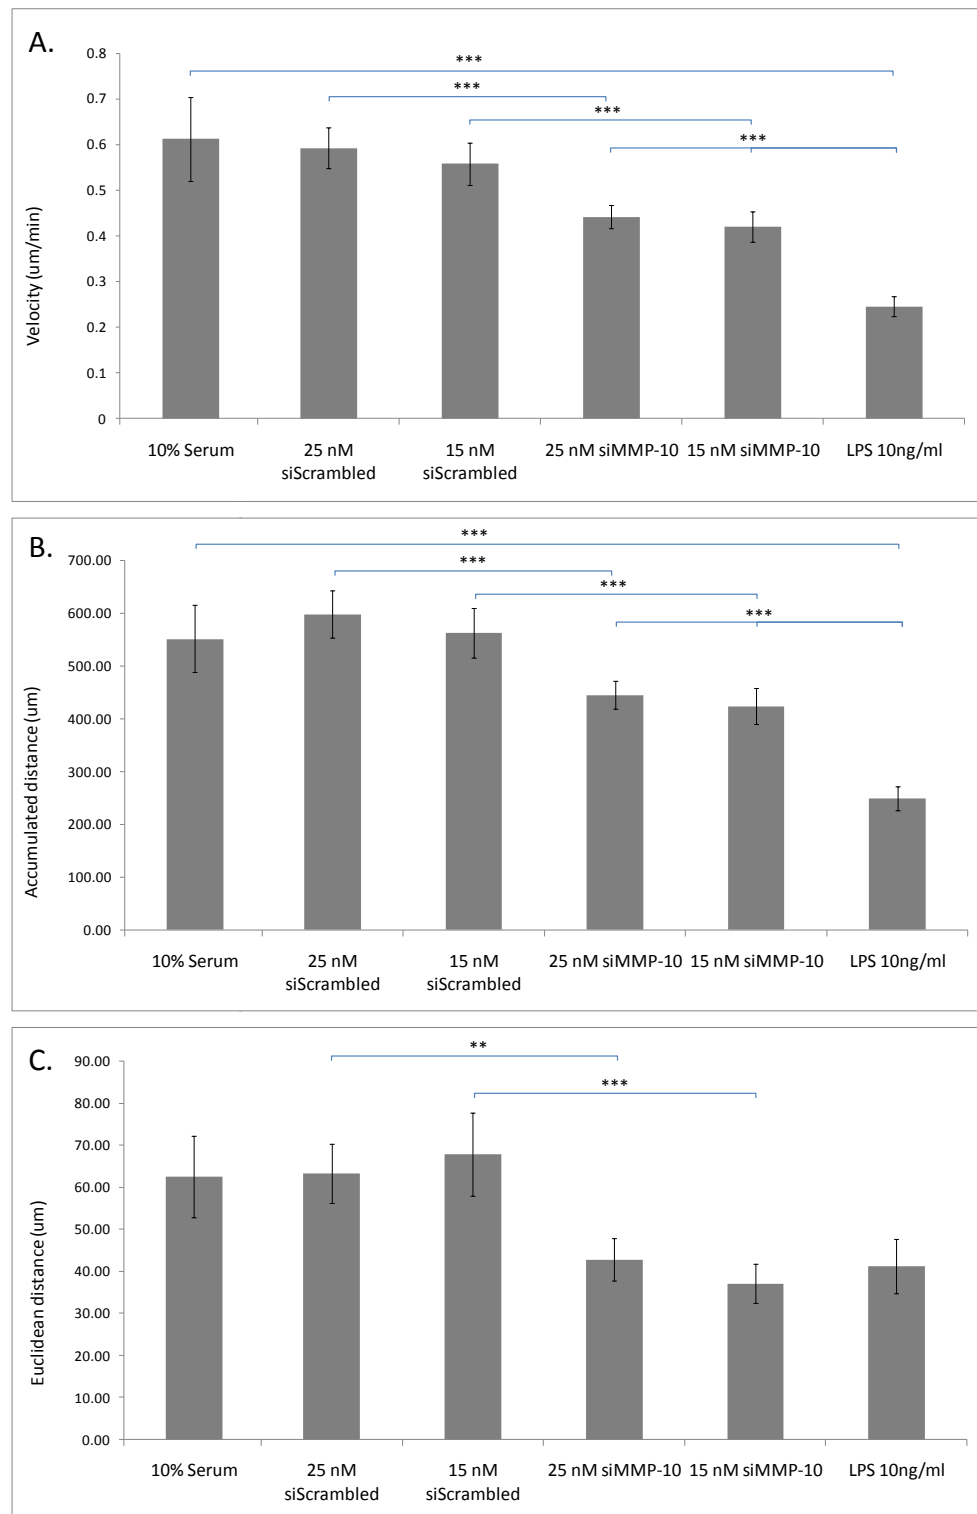 A.
Velocity (um/min)
0.8
0.7
0.6
0.5
0.4
0.3
0.2
0.1
0
***
***
***
***
10% Serum
25 nM
siScrambled
15 nM
siScrambled
25 nM siMMP-10
15 nM siMMP-10
LPS 10ng/ml
B.
Accumulated distance (um)
700.00
600.00
500.00
400.00
300.00
200.00
100.00
0.00
***
***
***
***
10% Serum
25 nM
siScrambled
15 nM
siScrambled
25 nM siMMP-10
15 nM siMMP-10
LPS 10ng/ml
C.
Euclidean distance (um)
90.00
80.00
70.00
60.00
50.00
40.00
30.00
20.00
10.00
0.00
**
***
10% Serum
25 nM
siScrambled
15 nM
siScrambled
25 nM siMMP-10
15 nM siMMP-10
LPS 10ng/ml